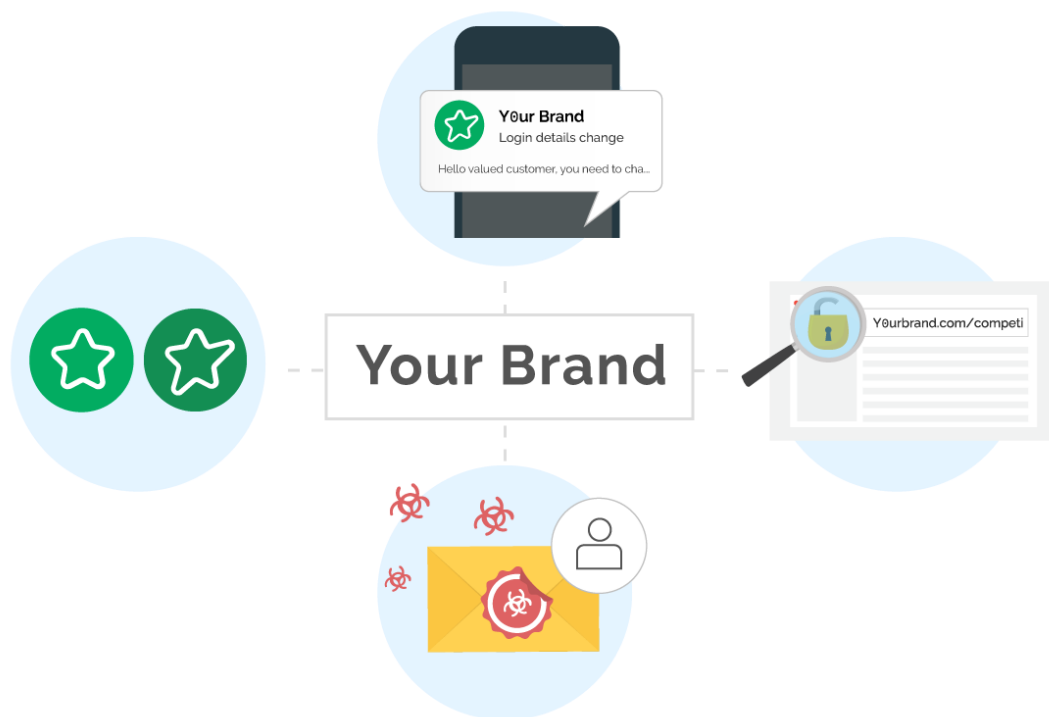 Y0ur Brand
Login details change
Hello valued customer, you need to cha...
Y0urbrand.com/competi
Your Brand